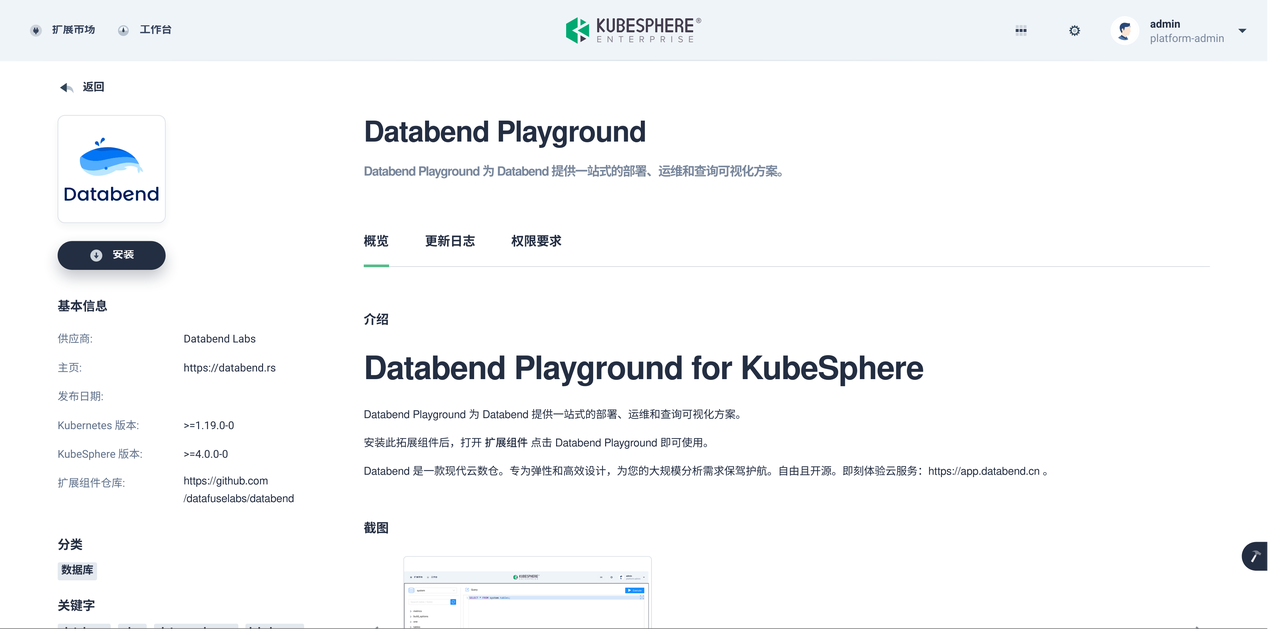 扩展市场
工作台
KUBESPHERE®
ENTERPRISE
admin
platform-admin
返回
Databend
安装
基本信息
供应商:
Databend Labs
主页:
https://databend.rs
发布日期:
Kubernetes 版本:
>=1.19.0-0
KubeSphere 版本:
>=4.0.0-0
扩展组件仓库:
https://github.com
/datafuselabs/databend
分类
数据库
关键字
Databend Playground
Databend Playground 为 Databend 提供一站式的部署、运维和查询可视化方案。
概览
更新日志
权限要求
介绍
Databend Playground for KubeSphere
Databend Playground 为 Databend 提供一站式的部署、运维和查询可视化方案。
安装此拓展组件后，打开 扩展组件 点击 Databend Playground 即可使用。
Databend 是一款现代云数仓。专为弹性和高效设计，为您的大规模分析需求保驾护航。自由且开源。即刻体验云服务：https://app.databend.cn 。
截图
KUBESPHERE